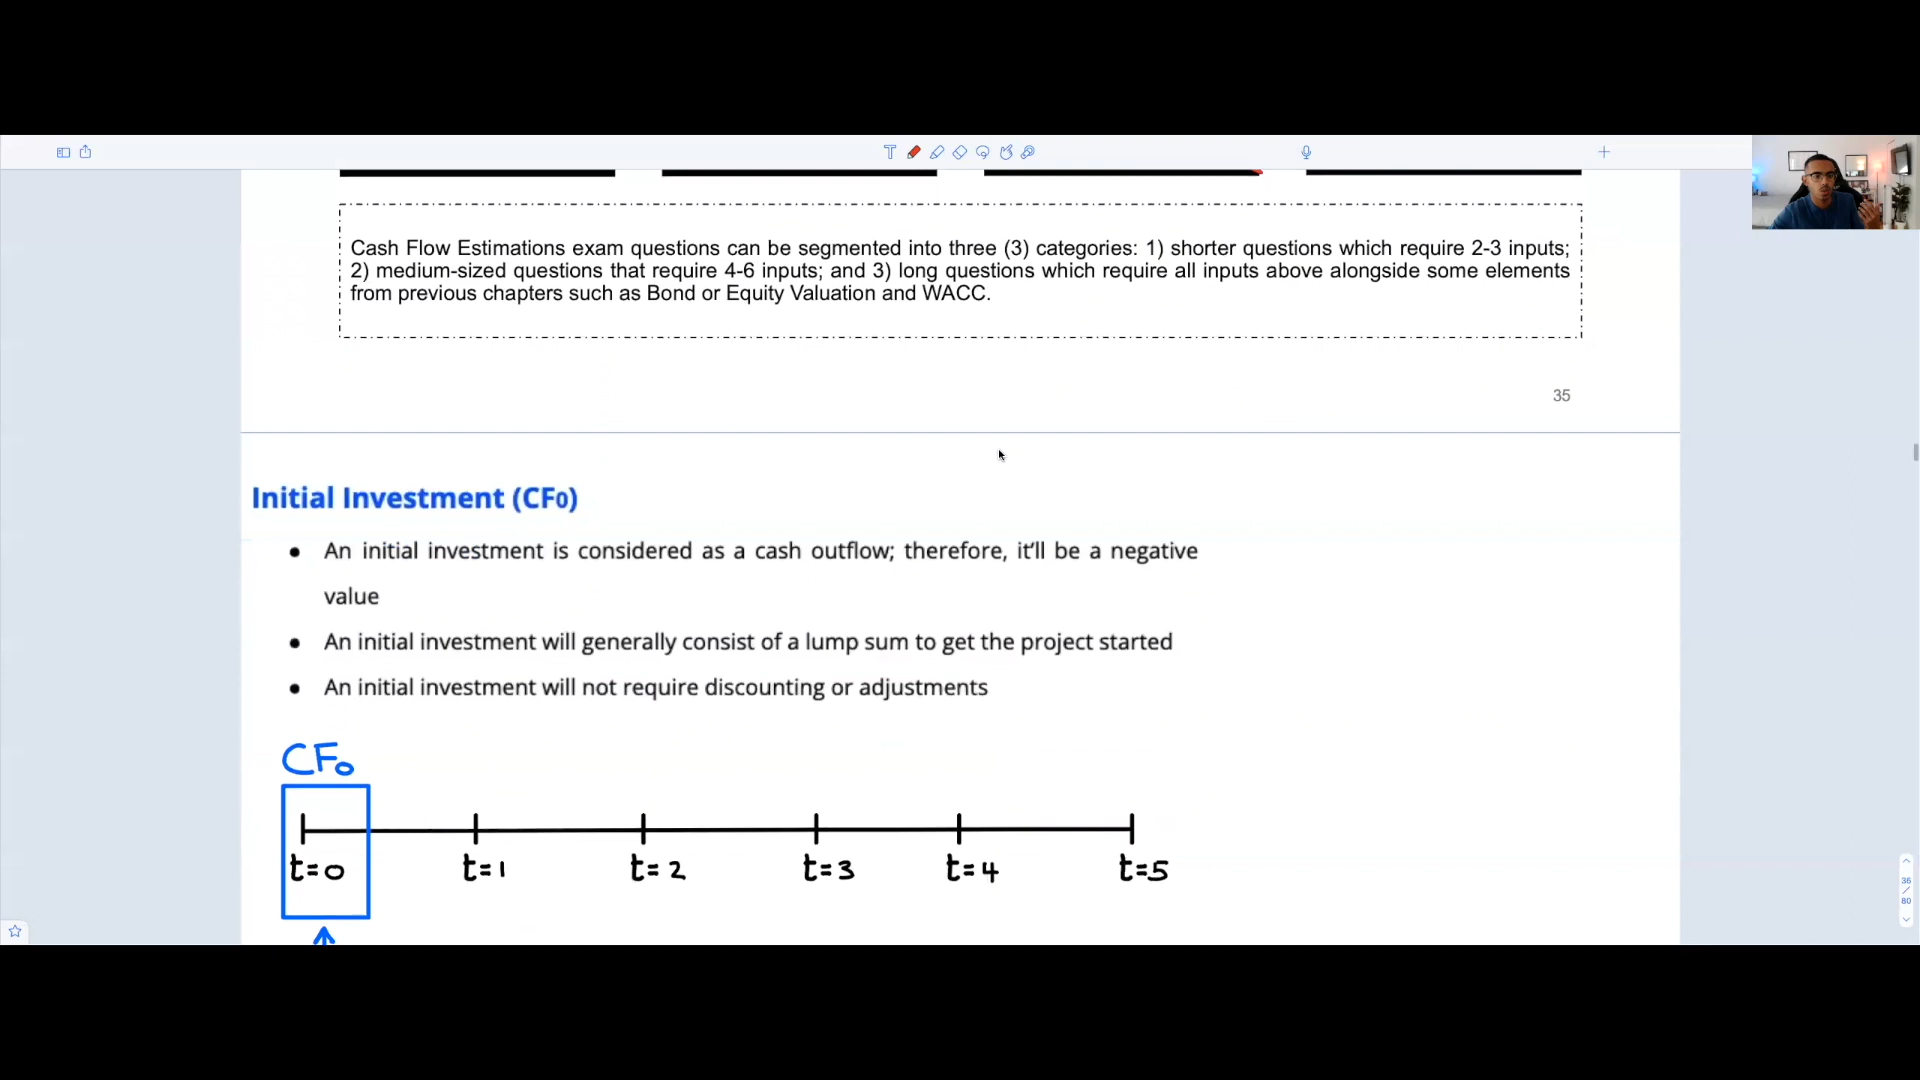 Cash Flow Estimations exam questions can be segmented into three (3) categories: 1) shorter questions which require 2-3 inputs;
2) medium-sized questions that require 4-6 inputs; and 3) long questions which require all inputs above alongside some elements
from previous chapters such as Bond or Equity Valuation and WACC.
35
Initial Investment (CF0)
• An initial investment is considered as a cash outflow; therefore, it'll be a negative
value
• An initial investment will generally consist of a lump sum to get the project started
• An initial investment will not require discounting or adjustments
CF0
t=0 t=1 t=2 t=3 t=4 t=5
36
/
80